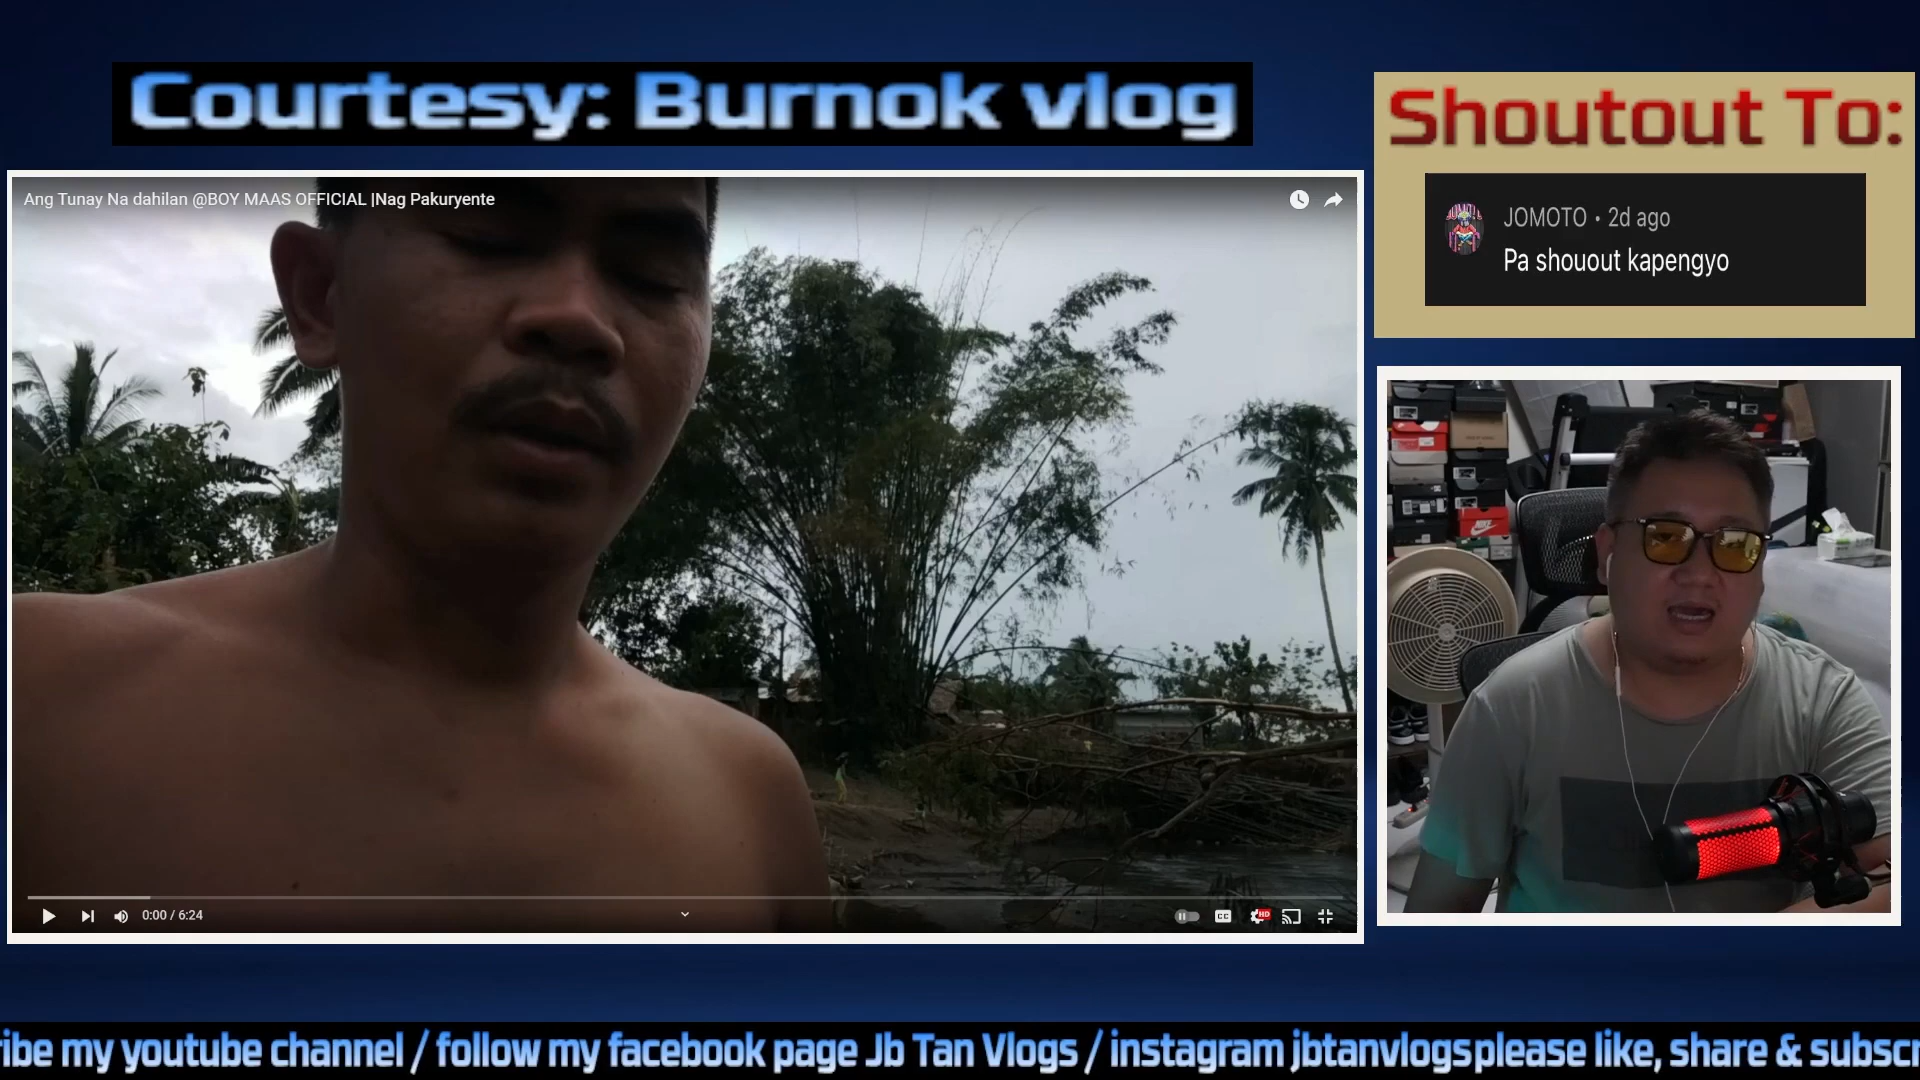 Courtesy: Burnok vlog
Shoutout To:
JOMOTO • 2d ago
Pa shouout kapengyo
Ang Tunay Na dahilan @BOY MAAS OFFICIAL |Nag Pakuryente
0:00 / 6:24
CC
HD
ibe my youtube channel / follow my facebook page Jb Tan Vlogs / instagram jbtanvlogsplease like, share & subscr